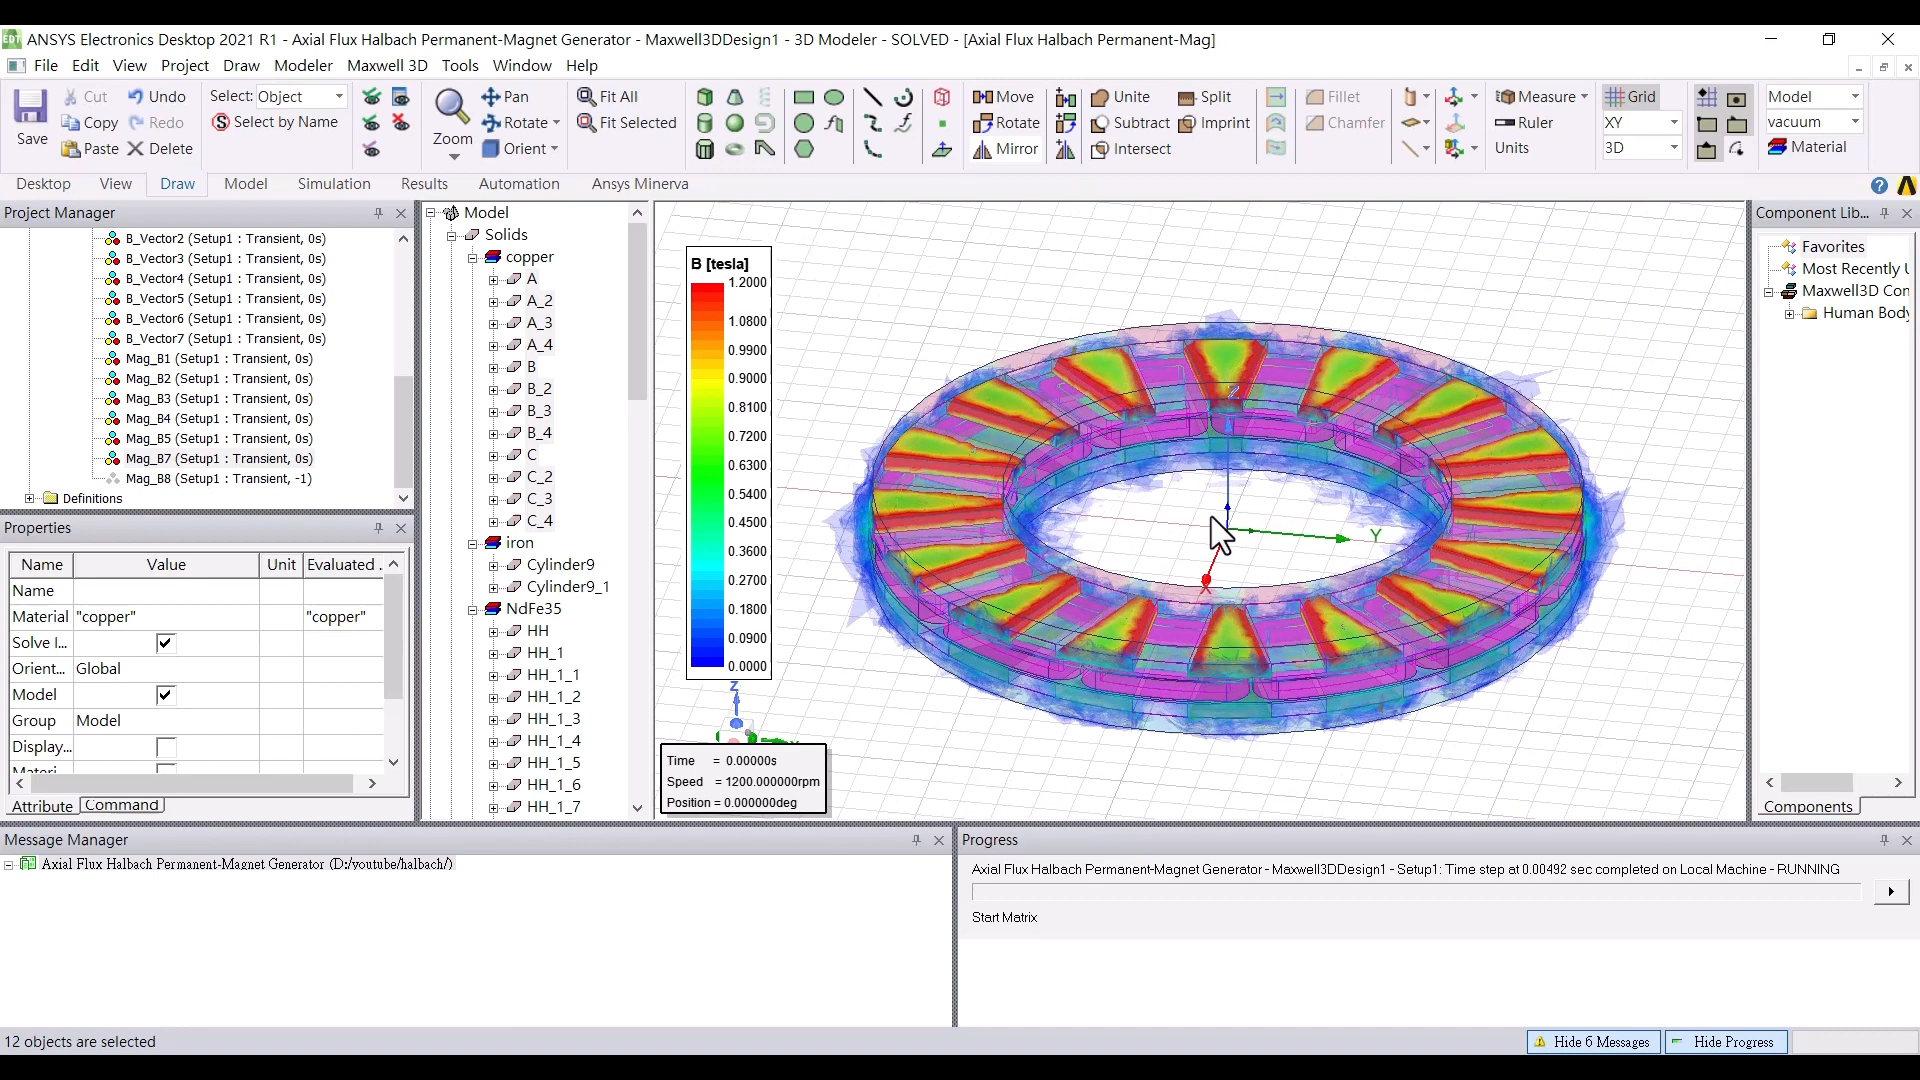 ANSYS Electronics Desktop 2021 R1 - Axial Flux Halbach Permanent-Magnet Generator - Maxwell3DDesign1 - 3D Modeler - SOLVED - [Axial Flux Halbach Permanent-Mag]
File Edit View Project Draw Modeler Maxwell 3D Tools Window Help
Save
Cut Undo
Copy Redo
Paste Delete
Select: Object
Select by Name
Zoom
Pan
Rotate
Orient
Fit All
Fit Selected
Move
Rotate
Mirror
Unite Split
Subtract Imprint
Intersect
Fillet
Chamfer
Measure
Ruler
Units
Grid
XY
3D
Model
vacuum
Material
Desktop View Draw Model Simulation Results Automation Ansys Minerva
Project Manager
B_Vector2 (Setup1 : Transient, 0s)
B_Vector3 (Setup1 : Transient, 0s)
B_Vector4 (Setup1 : Transient, 0s)
B_Vector5 (Setup1 : Transient, 0s)
B_Vector6 (Setup1 : Transient, 0s)
B_Vector7 (Setup1 : Transient, 0s)
Mag_B1 (Setup1 : Transient, 0s)
Mag_B2 (Setup1 : Transient, 0s)
Mag_B3 (Setup1 : Transient, 0s)
Mag_B4 (Setup1 : Transient, 0s)
Mag_B5 (Setup1 : Transient, 0s)
Mag_B7 (Setup1 : Transient, 0s)
Mag_B8 (Setup1 : Transient, -1)
Definitions
Properties
Name Value Unit Evaluated .
Name
Material "copper" "copper"
Solve I...
Orient... Global
Model
Group Model
Display...
Attribute Command
Model
Solids
copper
A
A_2
A_3
A_4
B
B_2
B_3
B_4
C
C_2
C_3
C_4
iron
Cylinder9
Cylinder9_1
NdFe35
HH
HH_1
HH_1_1
HH_1_2
HH_1_3
HH_1_4
HH_1_5
HH_1_6
HH_1_7
B [tesla]
1.2000
1.0800
0.9900
0.9000
0.8100
0.7200
0.6300
0.5400
0.4500
0.3600
0.2700
0.1800
0.0900
0.0000
Z
Z
Y
X
Time = 0.00000s
Speed = 1200.000000rpm
Position = 0.000000deg
Component Lib...
Favorites
Most Recently
Maxwell3D Con
Human Body
Components
Message Manager
Axial Flux Halbach Permanent-Magnet Generator (D:/youtube/halbach/)
Progress
Axial Flux Halbach Permanent-Magnet Generator - Maxwell3DDesign1 - Setup1: Time step at 0.00492 sec completed on Local Machine - RUNNING
Start Matrix
12 objects are selected
Hide 6 Messages
Hide Progress